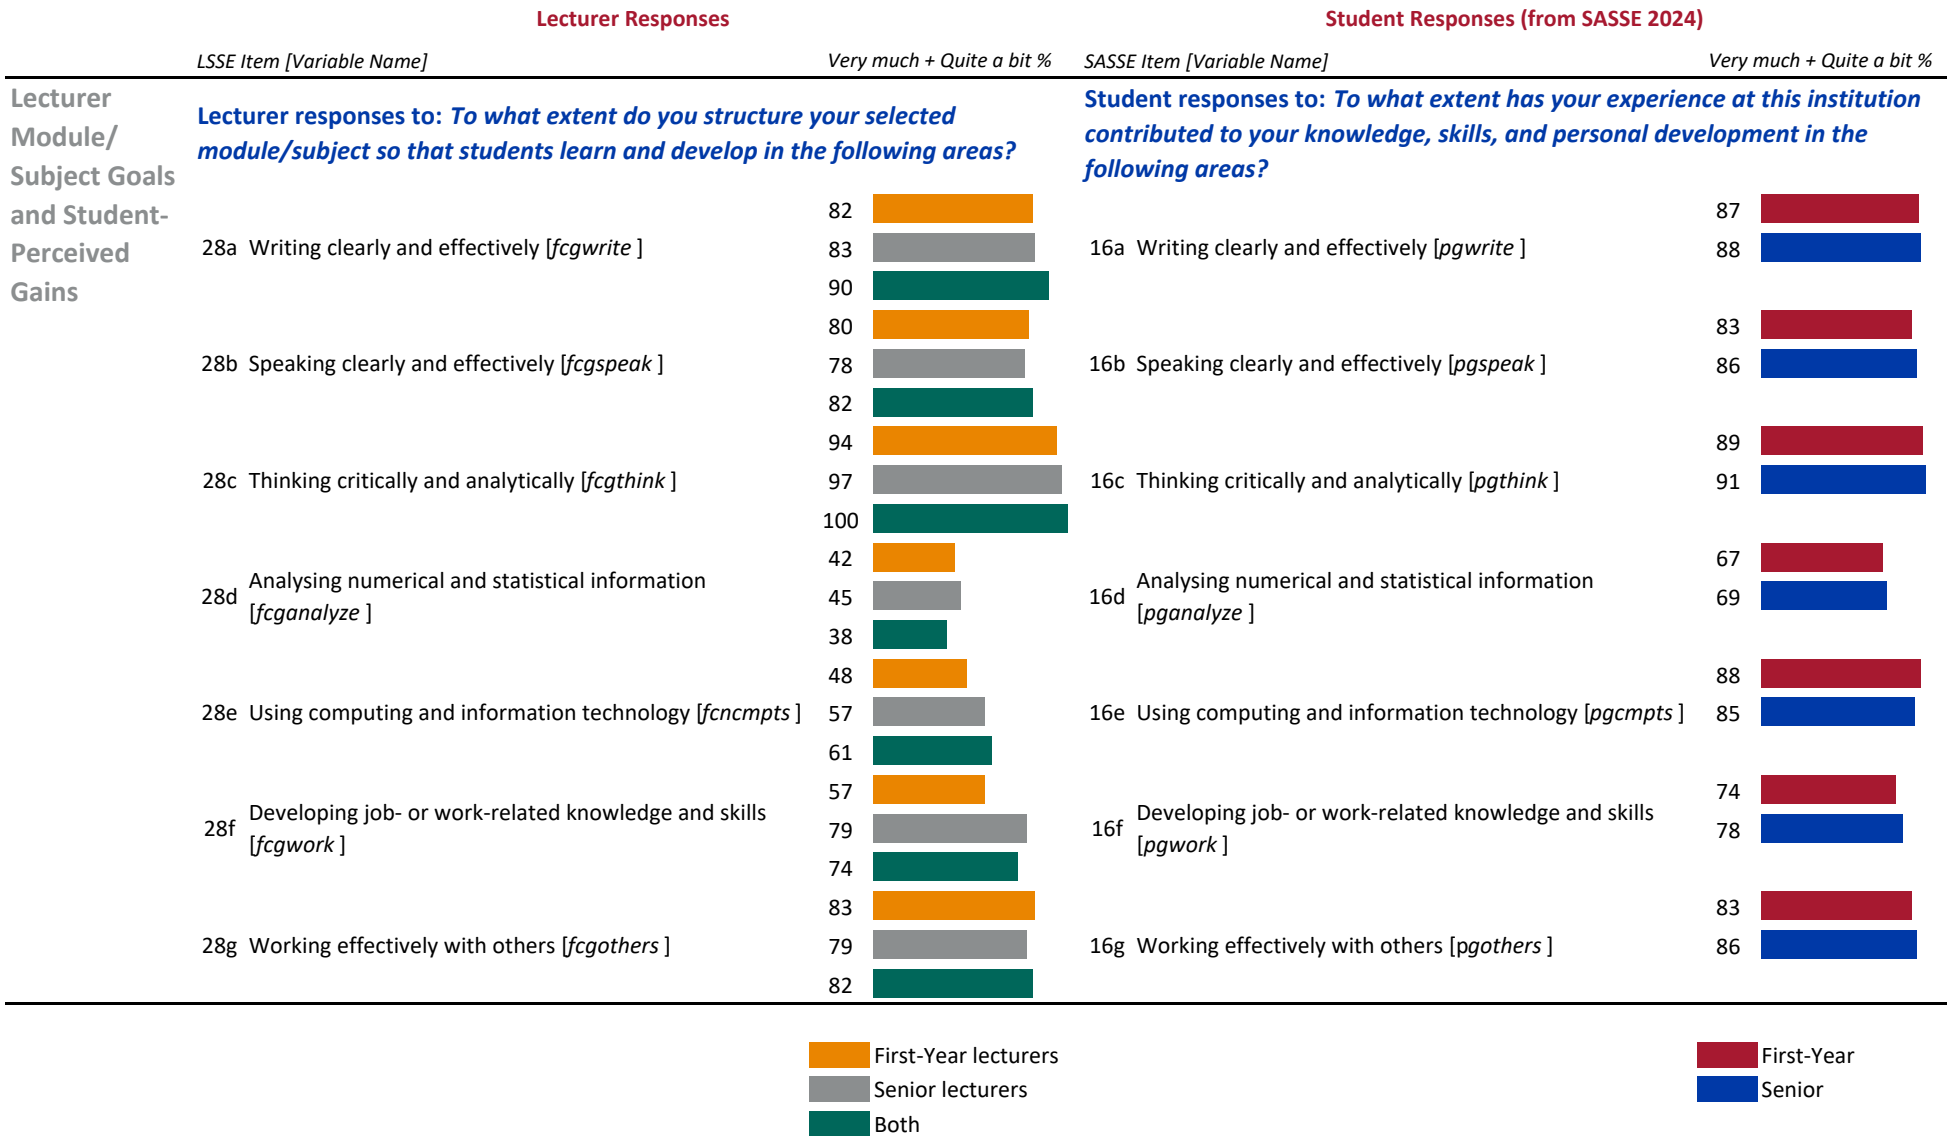 Lecturer Responses
Student Responses (from SASSE 2024)
LSSE Item [Variable Name]
Very much + Quite a bit %
SASSE Item [Variable Name]
Very much + Quite a bit %
Lecturer
Module/
Subject Goals
and Student-
Perceived
Gains
Lecturer responses to: To what extent do you structure your selected
module/subject so that students learn and develop in the following areas?
Student responses to: To what extent has your experience at this institution
contributed to your knowledge, skills, and personal development in the
following areas?
28a Writing clearly and effectively [fcgwrite ]
82
83
90
16a Writing clearly and effectively [pgwrite ]
87
88
28b Speaking clearly and effectively [fcgspeak ]
80
78
82
16b Speaking clearly and effectively [pgspeak ]
83
86
28c Thinking critically and analytically [fcgthink ]
94
97
100
16c Thinking critically and analytically [pgthink ]
89
91
28d Analysing numerical and statistical information
[fcganalyze ]
42
45
38
16d Analysing numerical and statistical information
[pganalyze ]
67
69
28e Using computing and information technology [fcncmpts ]
48
57
61
16e Using computing and information technology [pgcmpts ]
88
85
28f Developing job- or work-related knowledge and skills
[fcgwork ]
57
79
74
16f Developing job- or work-related knowledge and skills
[pgwork ]
74
78
28g Working effectively with others [fcgothers ]
83
79
82
16g Working effectively with others [pgothers ]
83
86
First-Year lecturers
Senior lecturers
Both
First-Year
Senior